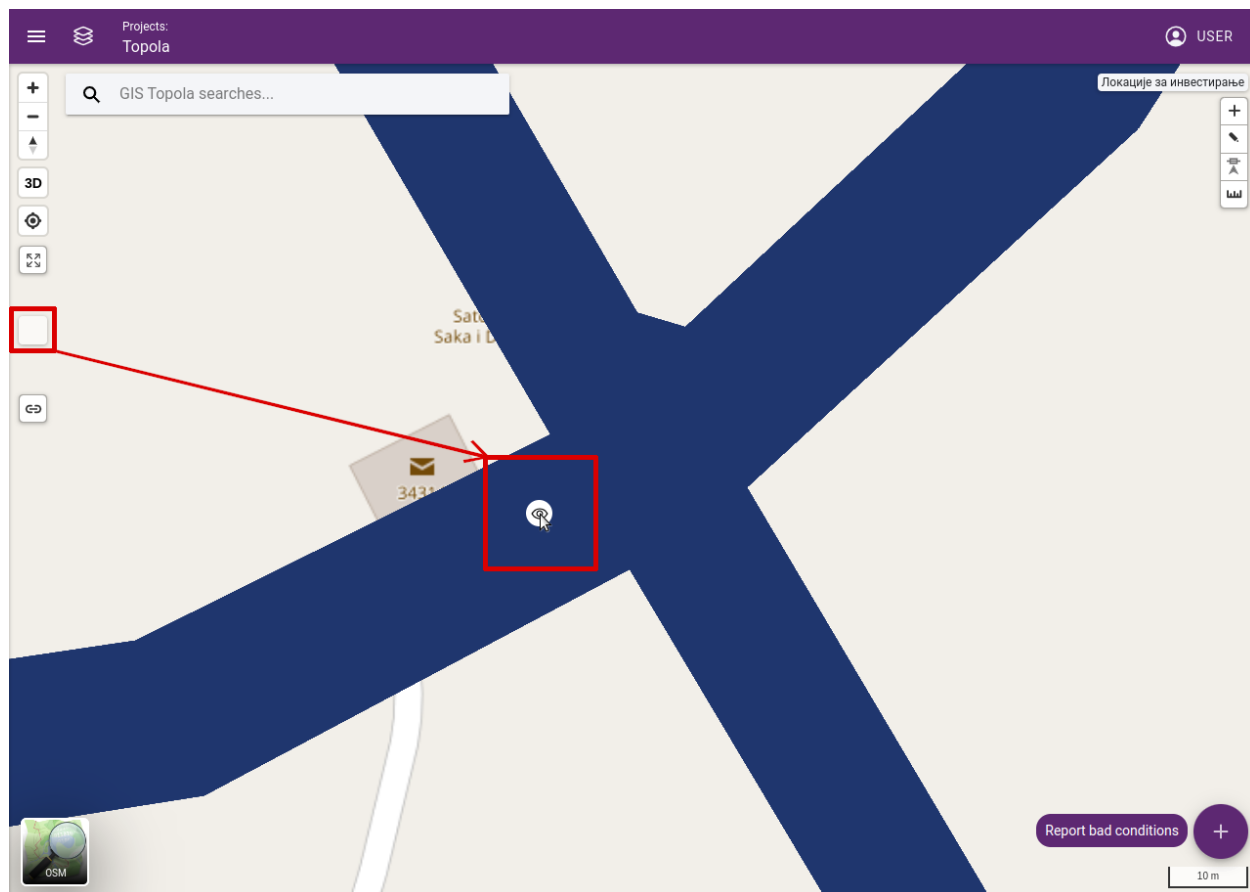 Projects:
Topola
USER
GIS Topola searches...
Локације за инвестирање
3D
Saka i
OSM
Report bad conditions
10 m